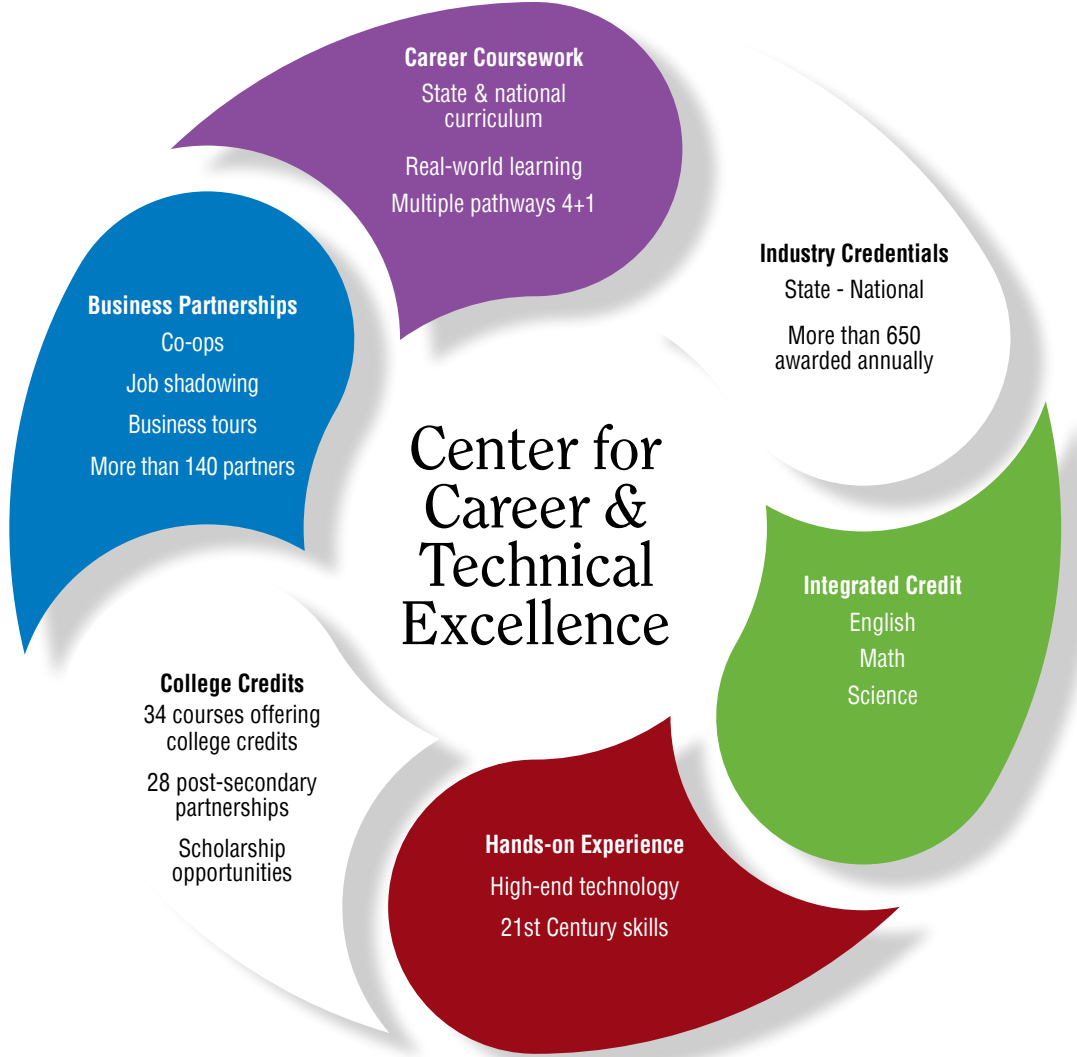 Career Coursework
State & national
curriculum
Real-world learning
Multiple pathways 4+1
Industry Credentials
State - National
More than 650
awarded annually
Business Partnerships
Co-ops
Job shadowing
Business tours
More than 140 partners
Center for
Career &
Technical
Excellence
Integrated Credit
English
Math
Science
College Credits
34 courses offering
college credits
28 post-secondary
partnerships
Scholarship
opportunities
Hands-on Experience
High-end technology
21st Century skills